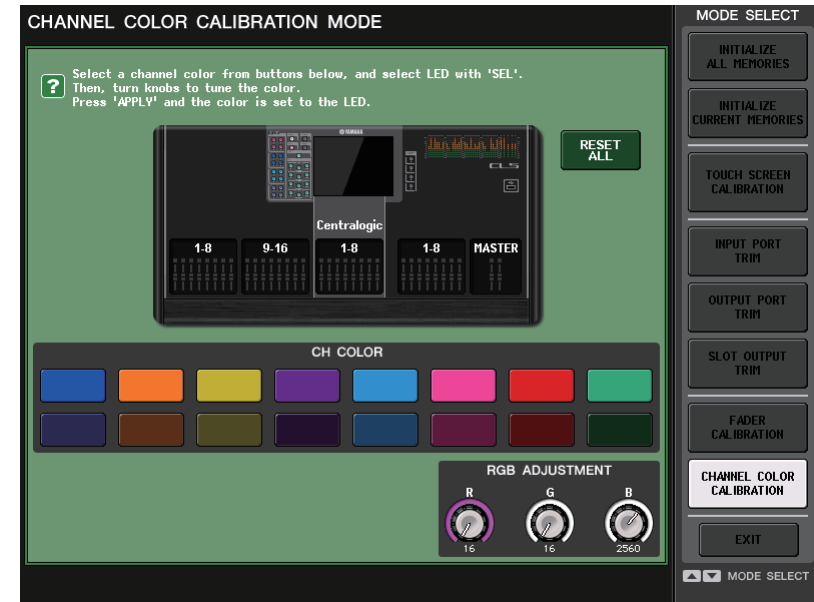 CHANNEL COLOR CALIBRATION MODE
Select a channel color from buttons below, and select LED with 'SEL'.
Then, turn knobs to tune the color.
Press 'APPLY' and the color is set to the LED.
?
RESET
ALL
YAMAHA
CL5
Centralogic
1-8
9-16
1-8
1-8
MASTER
CH COLOR
RGB ADJUSTMENT
R
G
B
16
16
2560
MODE SELECT
INITIALIZE
ALL MEMORIES
INITIALIZE
CURRENT MEMORIES
TOUCH SCREEN
CALIBRATION
INPUT PORT
TRIM
OUTPUT PORT
TRIM
SLOT OUTPUT
TRIM
FADER
CALIBRATION
CHANNEL COLOR
CALIBRATION
EXIT
MODE SELECT